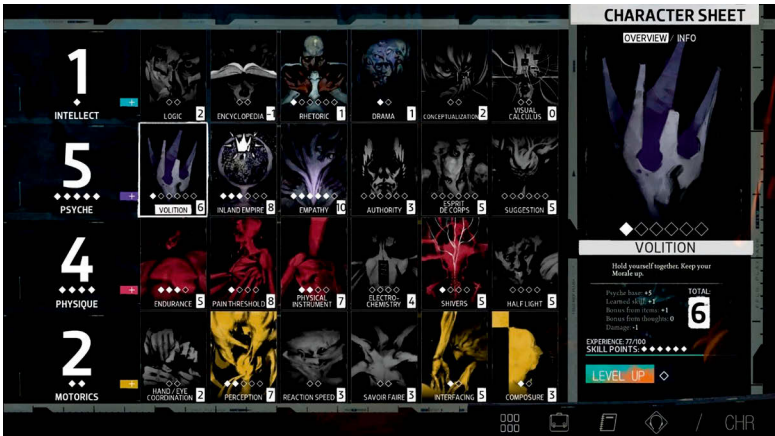 CHARACTER SHEET
OVERVIEW / INFO
1
INTELLECT
LOGIC 2
ENCYCLOPEDIA -1
RHETORIC 1
DRAMA 1
CONCEPTUALIZATION 2
VISUAL
CALCULUS 0
5
PSYCHE
VOLITION 6
INLAND EMPIRE 8
EMPATHY 10
AUTHORITY 3
ESPRIT
DE CORPS 5
SUGGESTION 5
4
PHYSIQUE
ENDURANCE 5
PAIN THRESHOLD 8
PHYSICAL
INSTRUMENT 7
ELECTRO-
CHEMISTRY 4
SHIVERS 5
HALF LIGHT 5
2
MOTORICS
HAND/EYE
COORDINATION 2
PERCEPTION 7
REACTION SPEED 3
SAVOIR FAIRE 3
INTERFACING 5
COMPOSURE 3
VOLITION
Hold yourself together. Keep your
Morale up.
Psyche base: +5
Learned skill: +1
Bonus from items: +1
Bonus from thoughts: 0
Damage: -1
TOTAL:
6
EXPERIENCE: 77/100
SKILL POINTS:
LEVEL UP
CHR